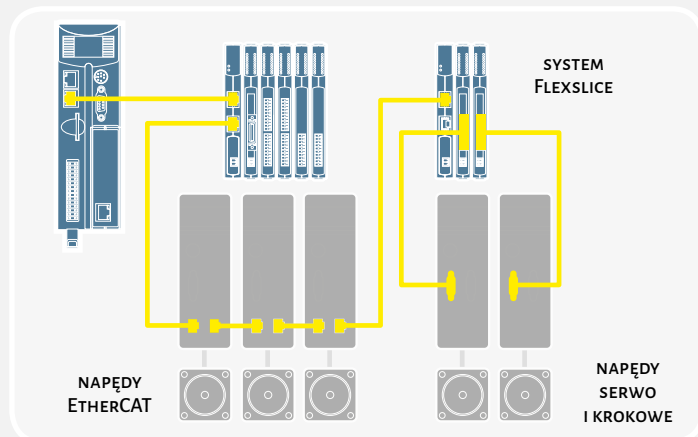 SYSTEM
FLEXSLICE
NAPĘDY
ETHERCAT
NAPĘDY
SERWO
I KROKOWE